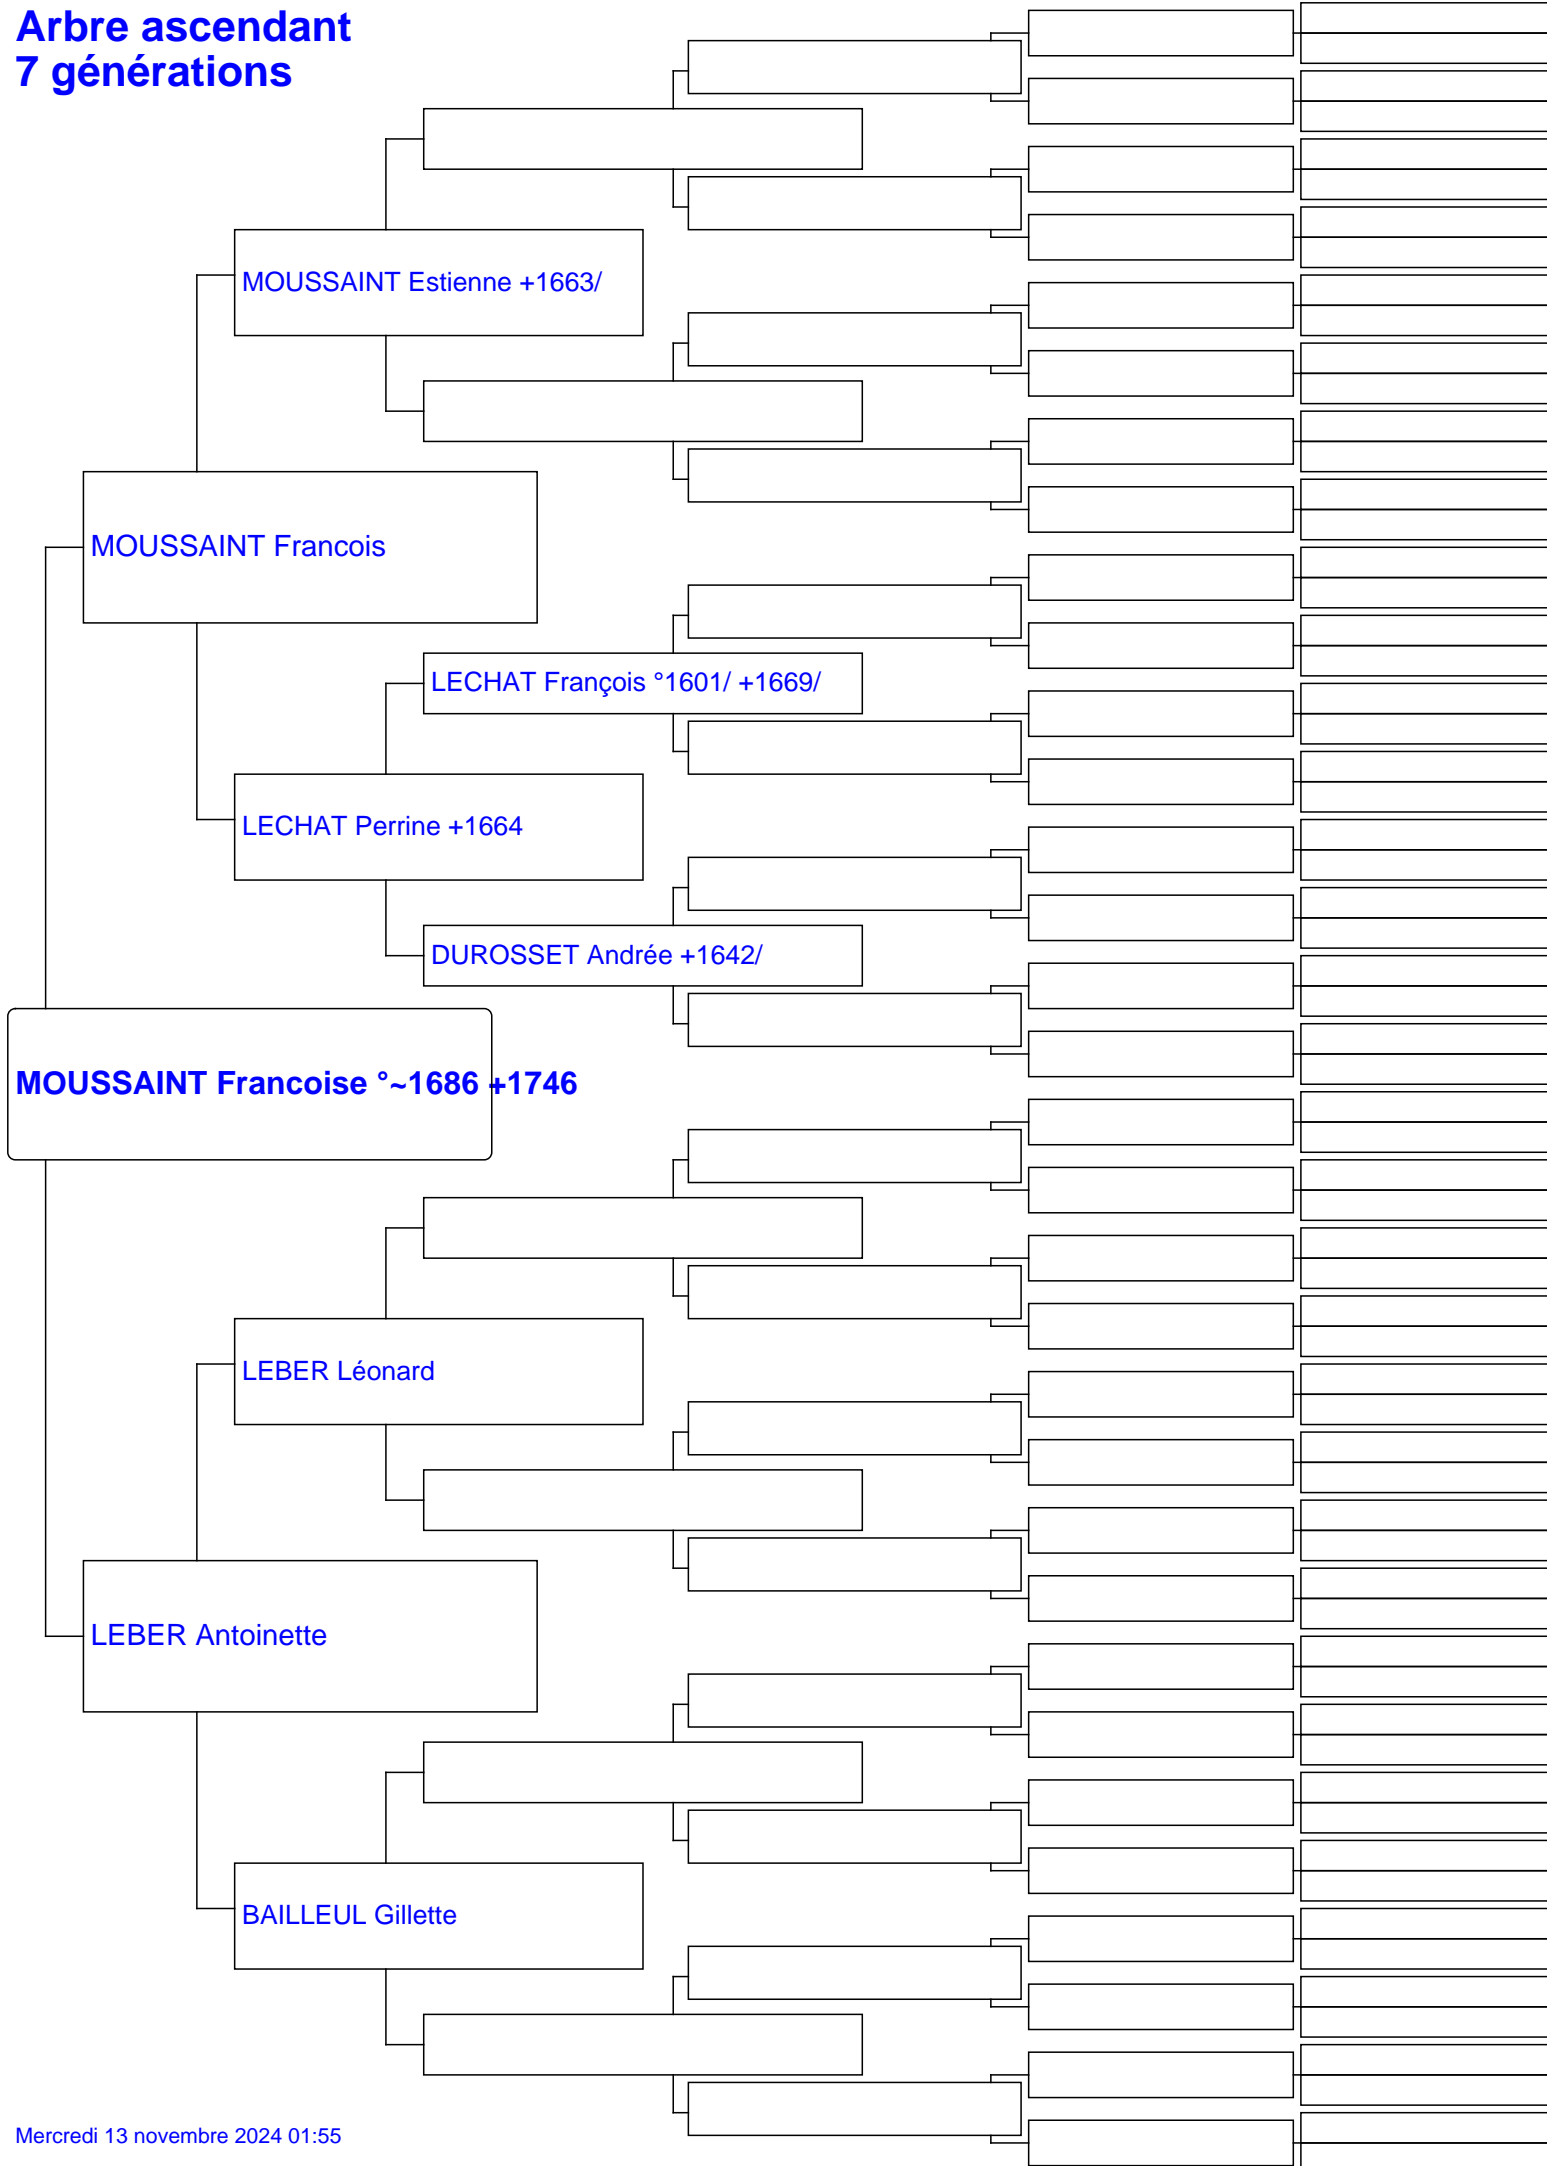 Arbre ascendant
7 générations
MOUSSAINT Estienne +1663/
MOUSSAINT Francois
LECHAT François °1601/ +1669/
LECHAT Perrine +1664
DUROSSET Andrée +1642/
MOUSSAINT Francoise °~1686 +1746
LEBER Léonard
LEBER Antoinette
BAILLEUL Gillette
Mercredi 13 novembre 2024 01:55